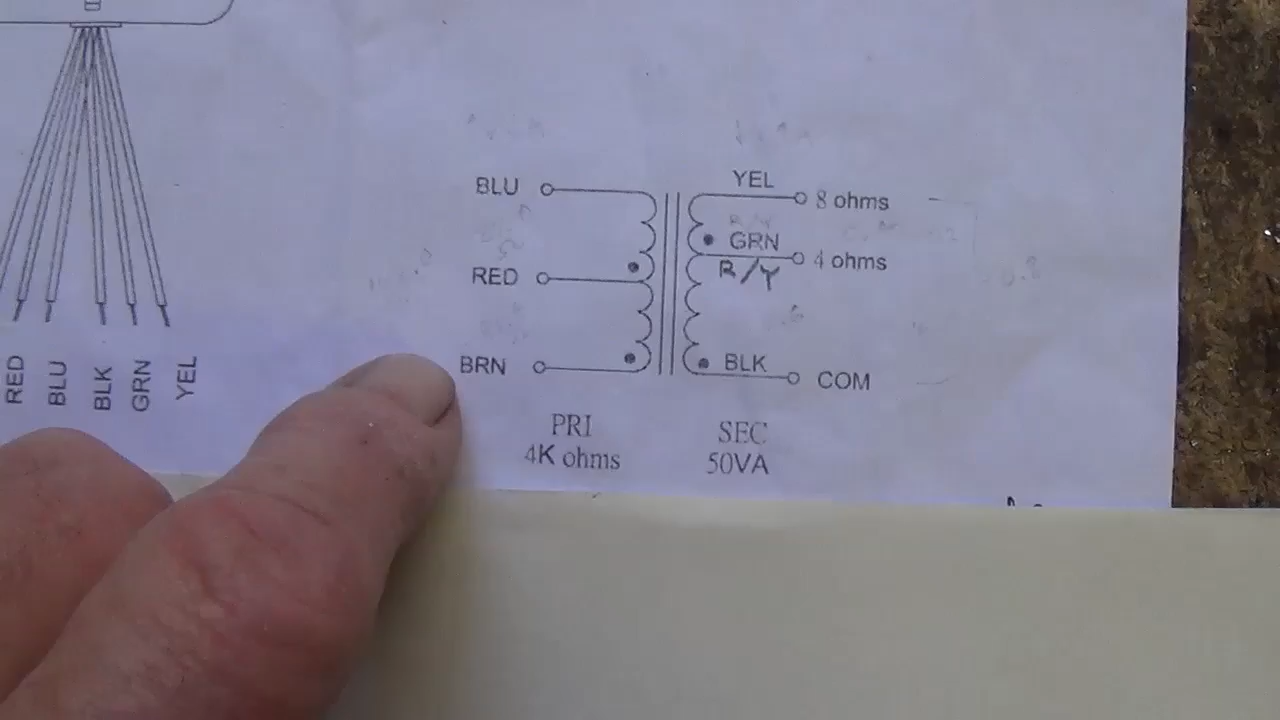 BLU
RED
BRN
YEL
8 ohms
GRN
4 ohms
R/Y
BLK
COM
PRI
4K ohms
SEC
50VA
RED
BLU
BLK
GRN
YEL